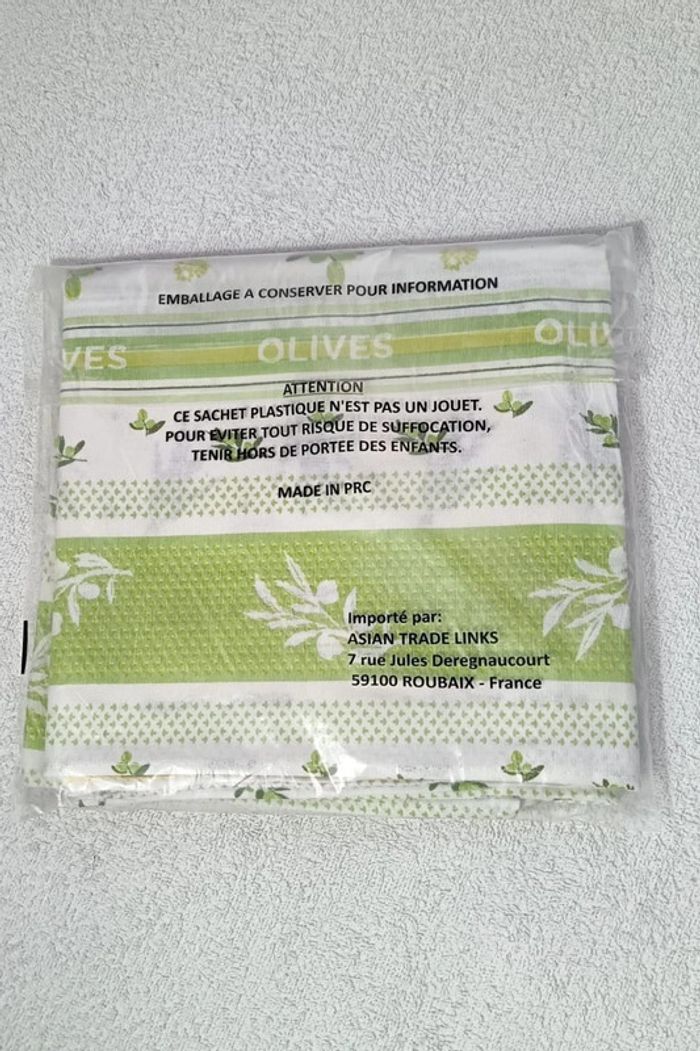 EMBALLAGE A CONSERVER POUR INFORMATION
VES OLIVES OLIV
ATTENTION
CE SACHET PLASTIQUE N'EST PAS UN JOUET.
POUR EVITER TOUT RISQUE DE SUFFOCATION,
TENIR HORS DE PORTEE DES ENFANTS.
MADE IN PRC
Importé par:
ASIAN TRADE LINKS
7 rue Jules Deregnaucourt
59100 ROUBAIX - France